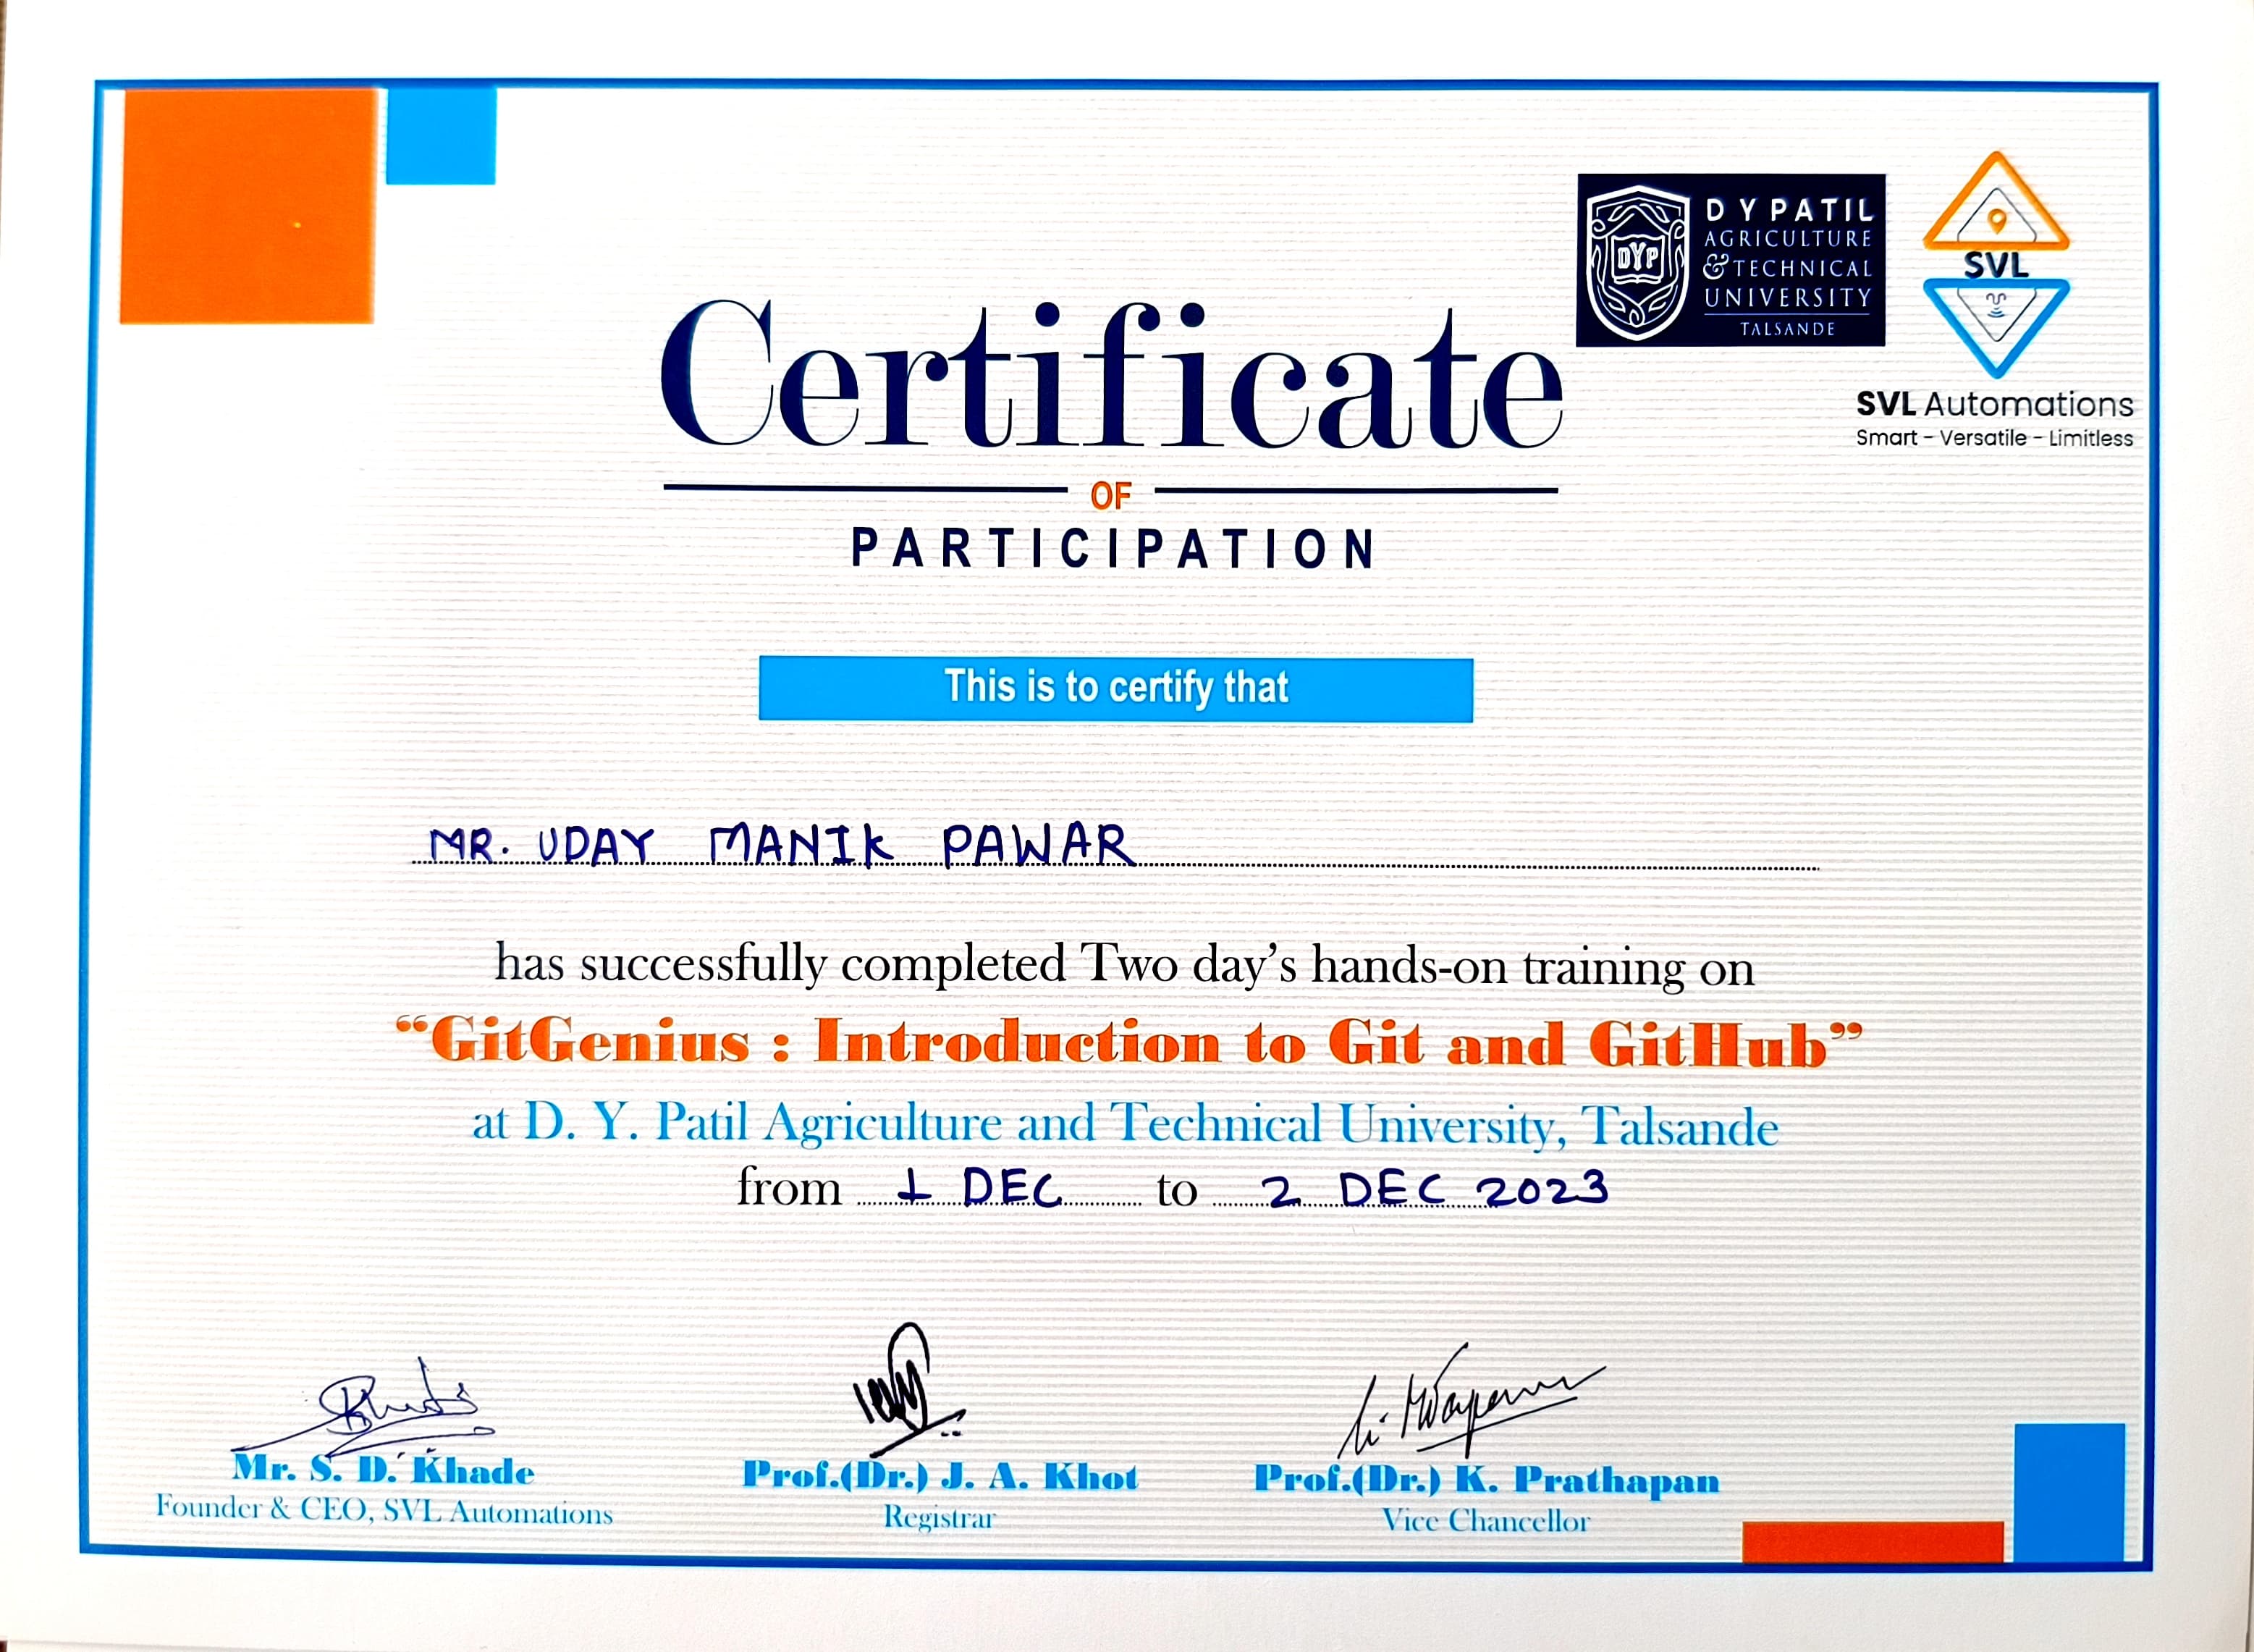 DYPATIL
AGRICULTURE
& TECHNICAL
UNIVERSITY
TALSANDE
DYP
SVL
SVL Automations
Smart - Versatile - Limitless
Certificate
OF
PARTICIPATION
This is to certify that
MR. UDAY MANIK PAWAR
has successfully completed Two day's hands-on training on
“GitGenius : Introduction to Git and GitHub”
at D. Y. Patil Agriculture and Technical University, Talsande
from 1 DEC to 2 DEC 2023
Mr. S. D. Khade
Founder & CEO, SVL Automations
Prof.(Dr.) J. A. Khot
Registrar
Prof.(Dr.) K. Prathapan
Vice Chancellor